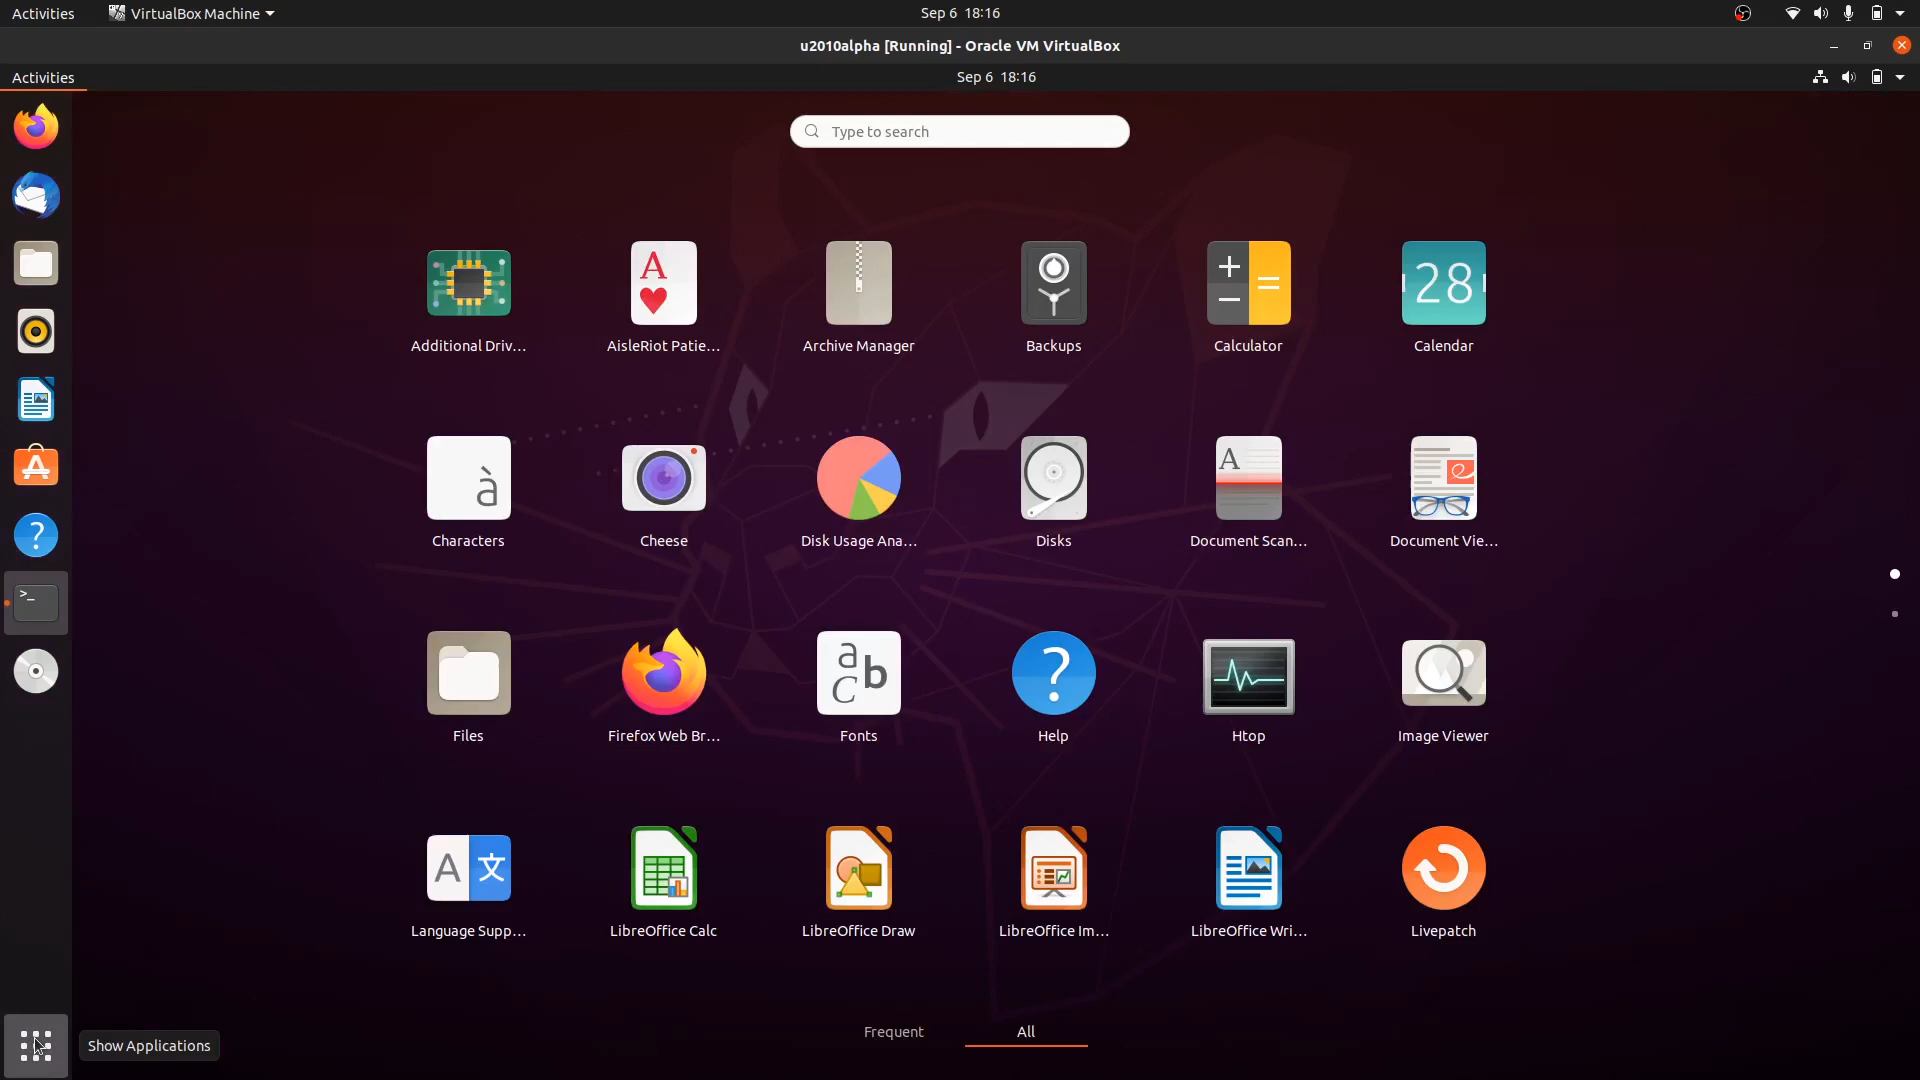 Activities
VirtualBox Machine
Sep 6 18:16
u2010alpha [Running] - Oracle VM VirtualBox
Activities
Sep 6 18:16
Type to search
Additional Driv...
AisleRiot Patie...
Archive Manager
Backups
Calculator
Calendar
28
Characters
Cheese
Disk Usage Ana...
Disks
Document Scan...
Document Vie...
Files
Firefox Web Br...
Fonts
Help
Htop
Image Viewer
Language Supp...
LibreOffice Calc
LibreOffice Draw
LibreOffice Im...
LibreOffice Wri...
Livepatch
Frequent
All
Show Applications